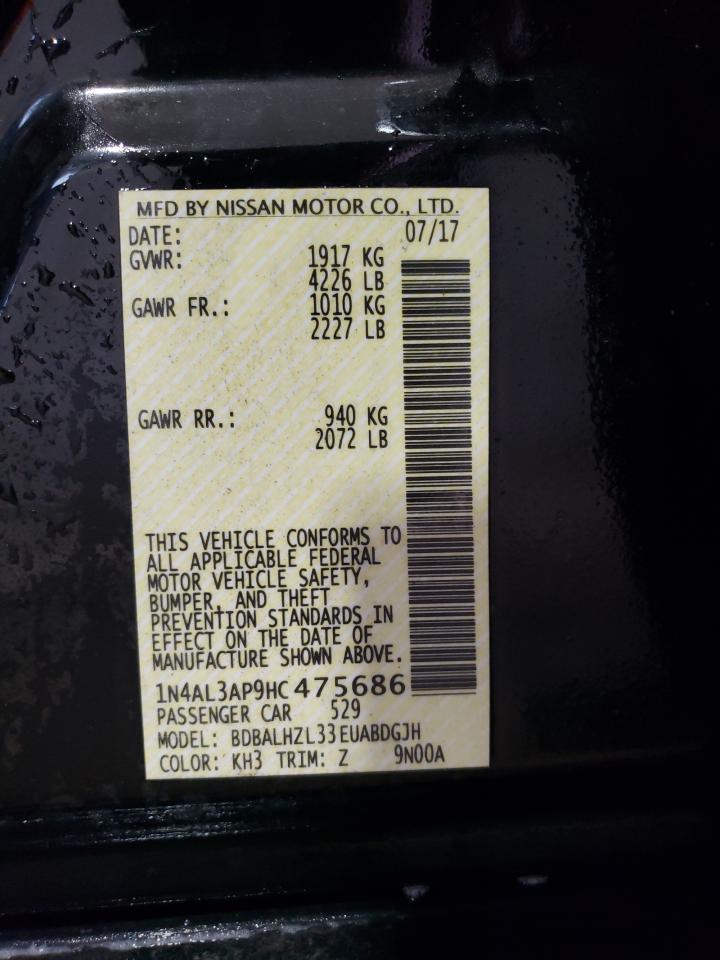 MFD BY NISSAN MOTOR CO., LTD.
DATE: 07/17
GVWR: 1917 KG
4226 LB
GAWR FR.: 1010 KG
2227 LB
GAWR RR.: 940 KG
2072 LB
THIS VEHICLE CONFORMS TO
ALL APPLICABLE FEDERAL
MOTOR VEHICLE SAFETY,
BUMPER, AND THEFT
PREVENTION STANDARDS IN
EFFECT ON THE DATE OF
MANUFACTURE SHOWN ABOVE.
1N4AL3AP9HC475686
PASSENGER CAR 529
MODEL: BDBALHZL33EUABDGJH
COLOR: KH3 TRIM: Z 9N00A